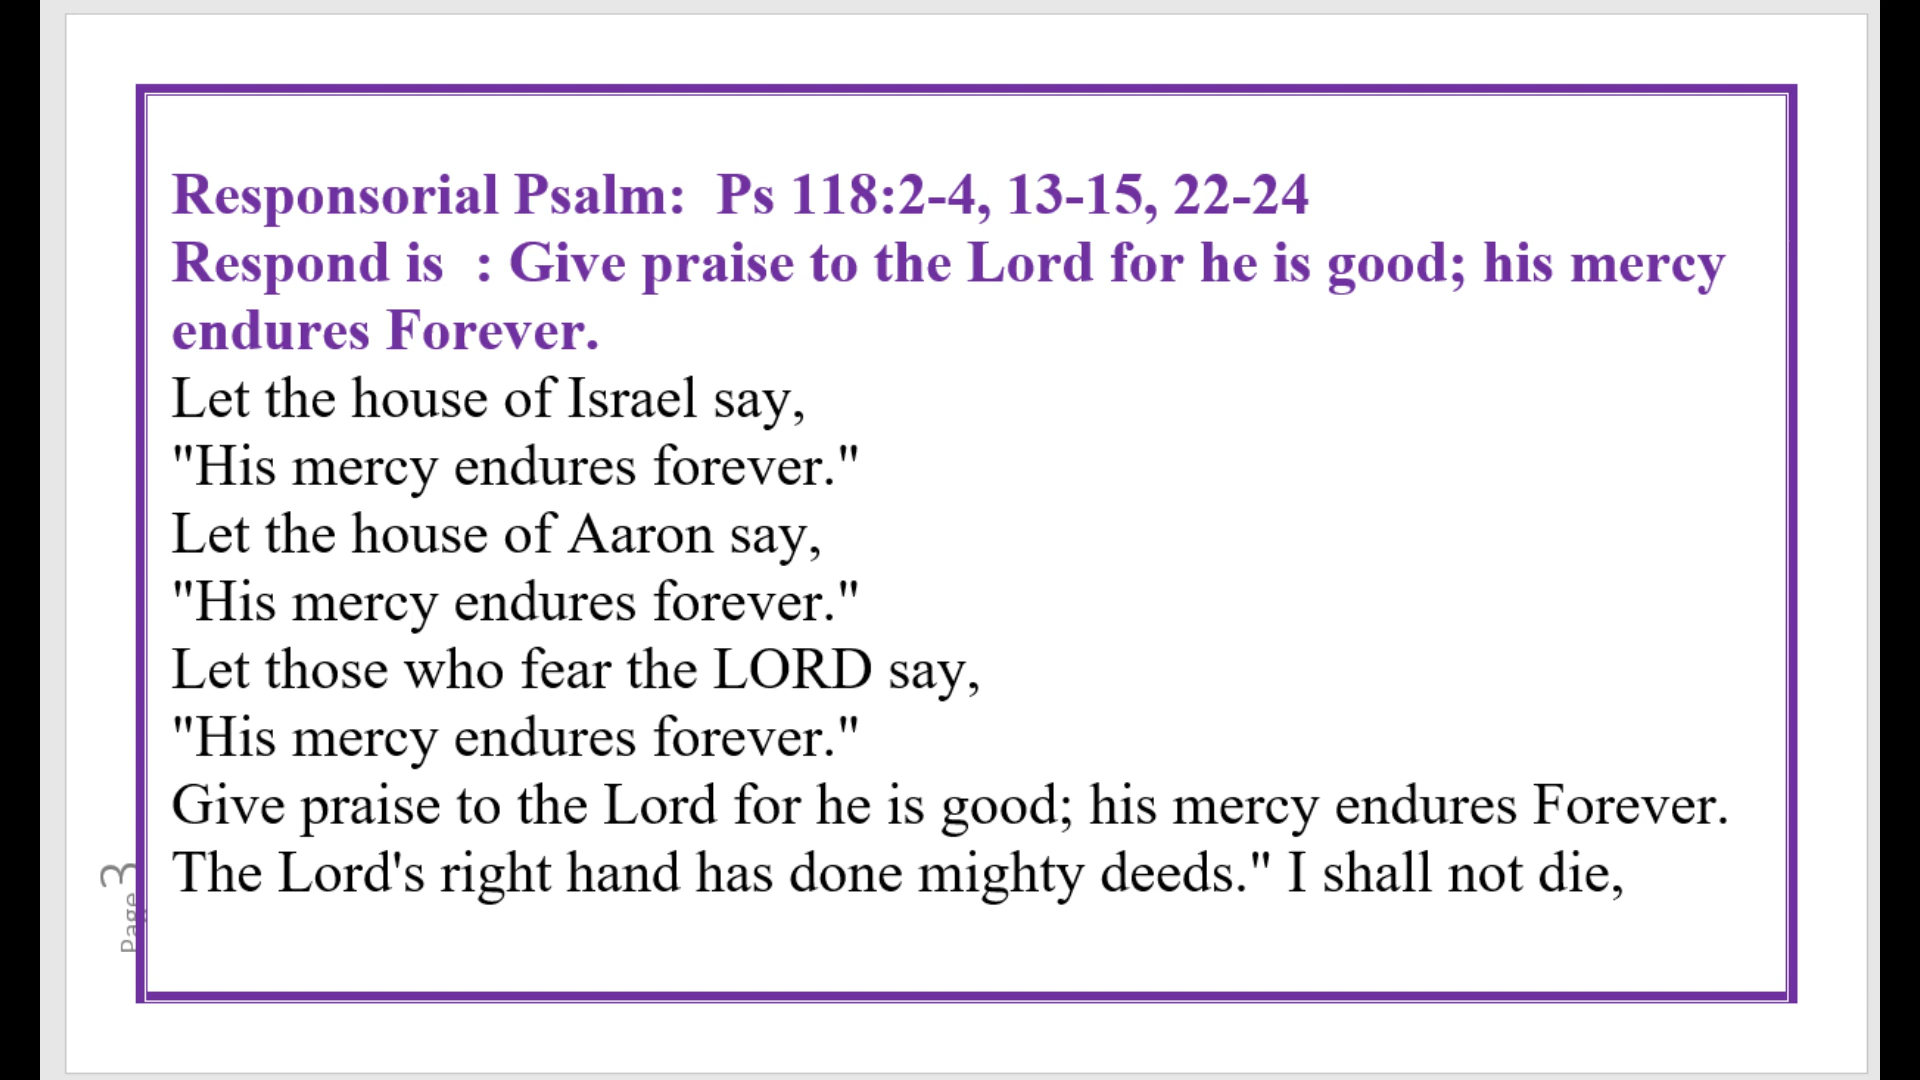 Responsorial Psalm:  Ps 118:2-4, 13-15, 22-24
Respond is  : Give praise to the Lord for he is good; his mercy
endures Forever.
Let the house of Israel say,
"His mercy endures forever."
Let the house of Aaron say,
"His mercy endures forever."
Let those who fear the LORD say,
"His mercy endures forever."
Give praise to the Lord for he is good; his mercy endures Forever.
The Lord's right hand has done mighty deeds." I shall not die,
Page 3